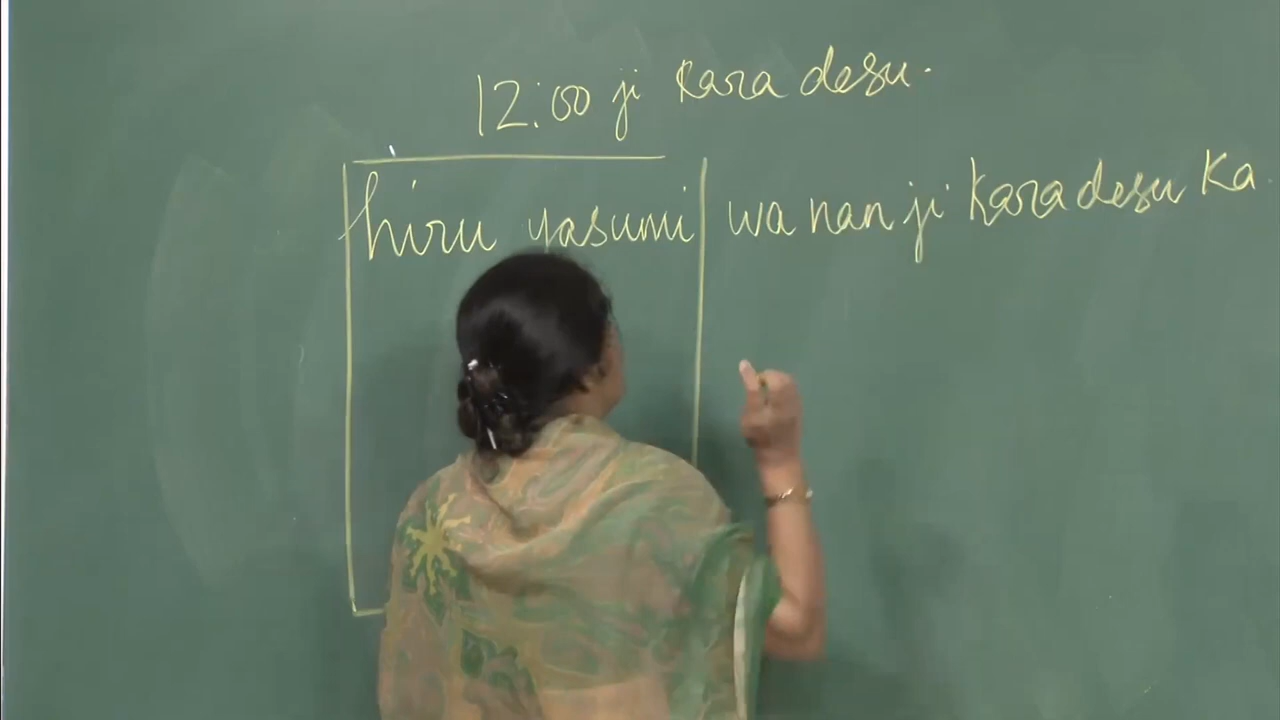 12:00 ji kara desu.
hiru yasumi wa nan ji kara desu ka.